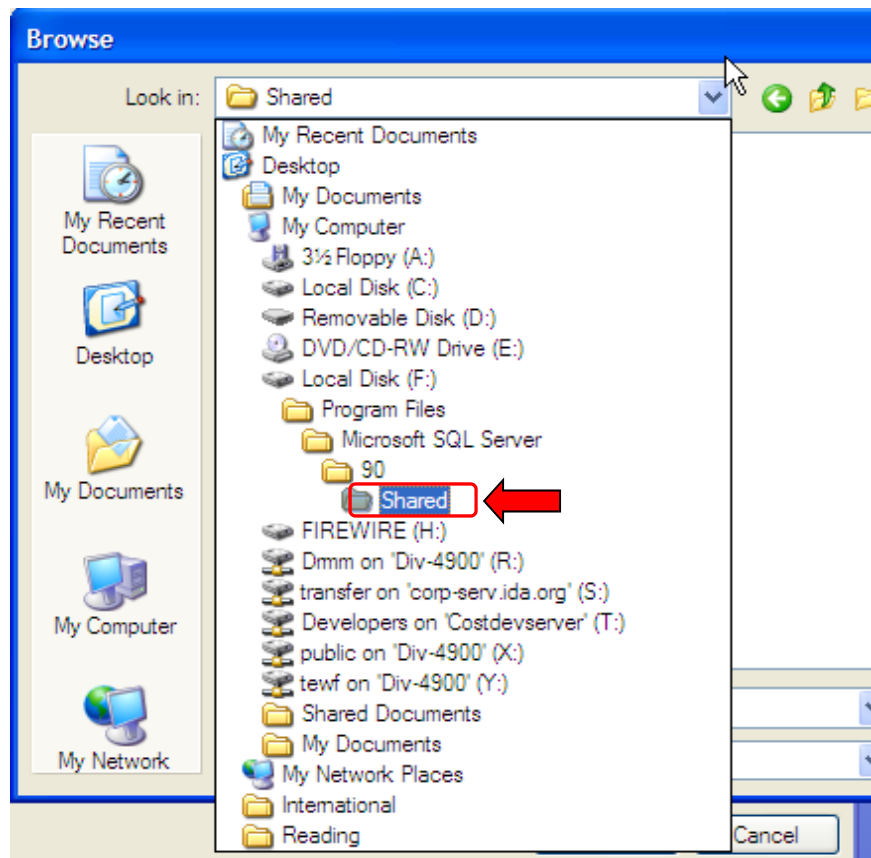 Browse
Look in:
Shared
My Recent Documents
Desktop
My Documents
My Computer
3½ Floppy (A:)
Local Disk (C:)
Removable Disk (D:)
DVD/CD-RW Drive (E:)
Local Disk (F:)
Program Files
Microsoft SQL Server
90
Shared
FIREWIRE (H:)
Drmm on 'Div-4900' (R:)
transfer on 'corp-serv.ida.org' (S:)
Developers on 'Costdevserver' (T:)
public on 'Div-4900' (X:)
tewf on 'Div-4900' (Y:)
Shared Documents
My Documents
My Network Places
International
Reading
My Recent
Documents
Desktop
My Documents
My Computer
My Network
Cancel